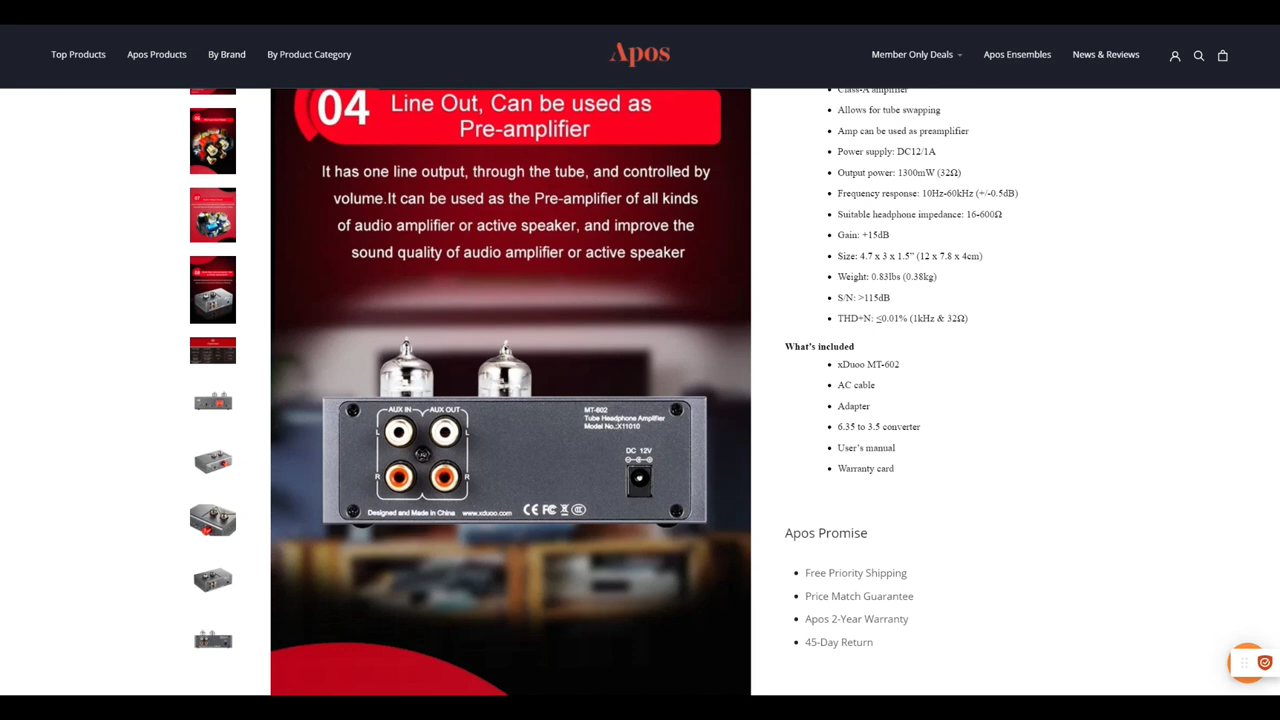 Top Products
Apos Products
By Brand
By Product Category
Apos
Member Only Deals
Apos Ensembles
News & Reviews
04
Line Out, Can be used as
Pre-amplifier
It has one line output, through the tube, and controlled by
volume.It can be used as the Pre-amplifier of all kinds
of audio amplifier or active speaker, and improve the
sound quality of audio amplifier or active speaker
AUX IN
AUX OUT
L
L
R
R
MT-602
Tube Headphone Amplifier
Model No.:X11010
DC 12V
Designed and Made in China
www.xduoo.com
CE FC
CCC
Class-A amplifier
Allows for tube swapping
Amp can be used as preamplifier
Power supply: DC12/1A
Output power: 1300mW (32Ω)
Frequency response: 10Hz-60kHz (+/-0.5dB)
Suitable headphone impedance: 16-600Ω
Gain: +15dB
Size: 4.7 x 3 x 1.5” (12 x 7.8 x 4cm)
Weight: 0.83lbs (0.38kg)
S/N: >115dB
THD+N: ≤0.01% (1kHz & 32Ω)
What’s included
xDuoo MT-602
AC cable
Adapter
6.35 to 3.5 converter
User’s manual
Warranty card
Apos Promise
Free Priority Shipping
Price Match Guarantee
Apos 2-Year Warranty
45-Day Return